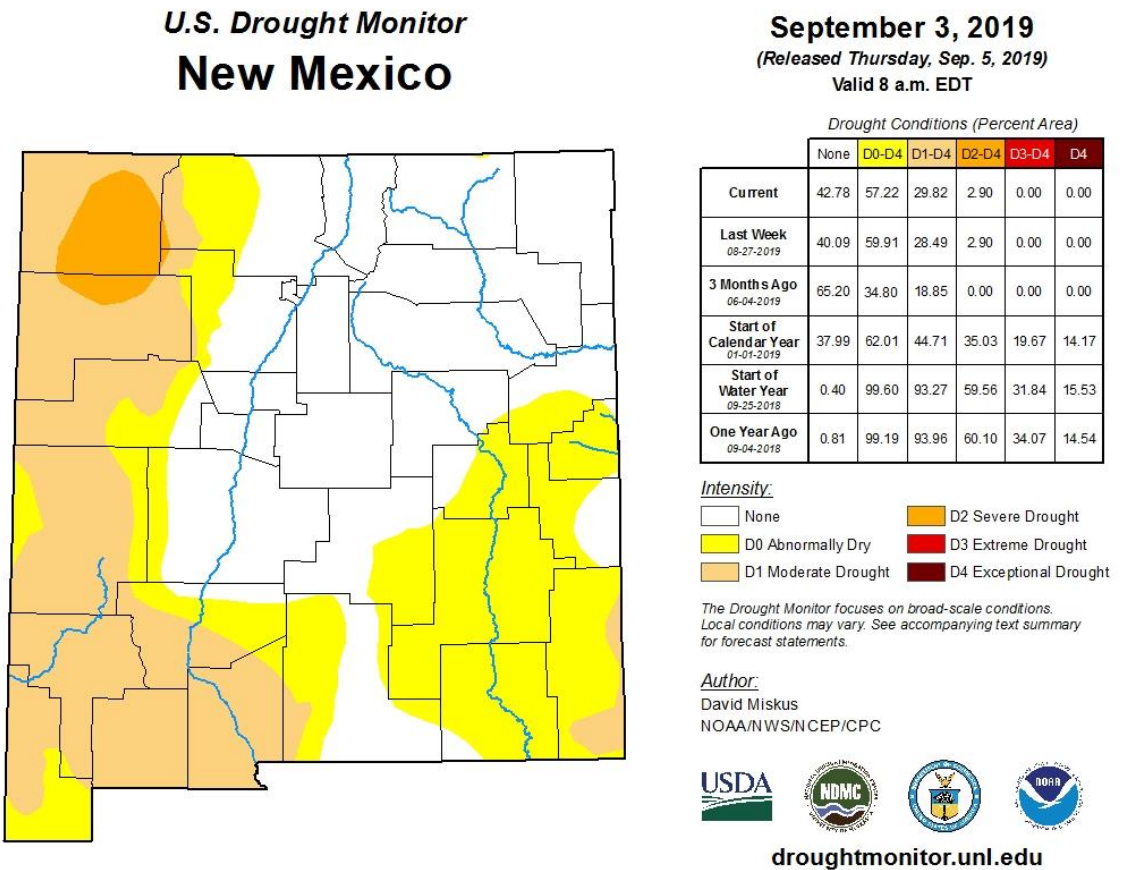 U.S. Drought Monitor
New Mexico
September 3, 2019
(Released Thursday, Sep. 5, 2019)
Valid 8 a.m. EDT
Drought Conditions (Percent Area)
None D0-D4 D1-D4 D2-D4 D3-D4 D4
Current 42.78 57.22 29.82 2.90 0.00 0.00
Last Week
08-27-2019 40.09 59.91 28.49 2.90 0.00 0.00
3 Months Ago
06-04-2019 65.20 34.80 18.85 0.00 0.00 0.00
Start of
Calendar Year
01-01-2019 37.99 62.01 44.71 35.03 19.67 14.17
Start of
Water Year
09-25-2018 0.40 99.60 93.27 59.56 31.84 15.53
One Year Ago
09-04-2018 0.81 99.19 93.96 60.10 34.07 14.54
Intensity:
None
D0 Abnormally Dry
D1 Moderate Drought
D2 Severe Drought
D3 Extreme Drought
D4 Exceptional Drought
The Drought Monitor focuses on broad-scale conditions.
Local conditions may vary. See accompanying text summary
for forecast statements.
Author:
David Miskus
NOAA/NWS/NCEP/CPC
USDA
NDMC
NOAA
droughtmonitor.unl.edu